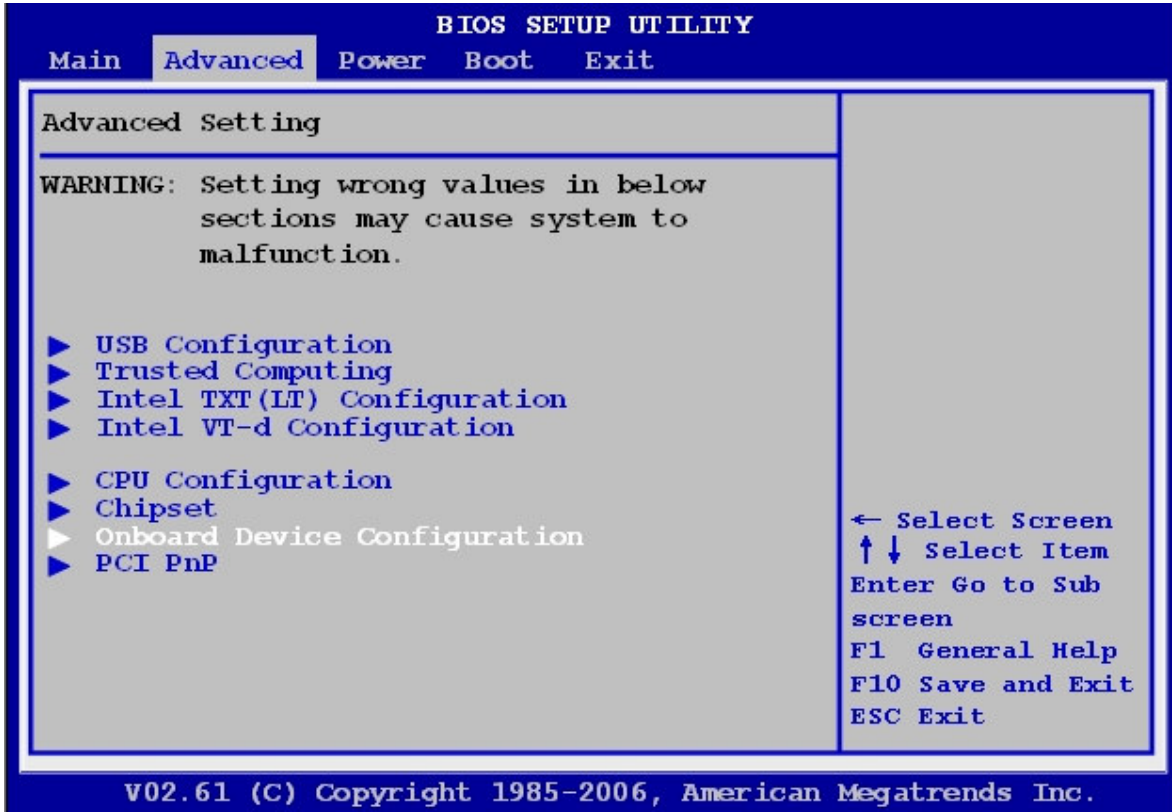 BIOS SETUP UTILITY
Main Advanced Power Boot Exit
Advanced Setting
WARNING: Setting wrong values in below
sections may cause system to
malfunction.
▶ USB Configuration
▶ Trusted Computing
▶ Intel TXT(LT) Configuration
▶ Intel VT-d Configuration
▶ CPU Configuration
▶ Chipset
▶ Onboard Device Configuration
▶ PCI PnP
← Select Screen
↑↓ Select Item
Enter Go to Sub
screen
F1 General Help
F10 Save and Exit
ESC Exit
V02.61 (C) Copyright 1985-2006, American Megatrends Inc.